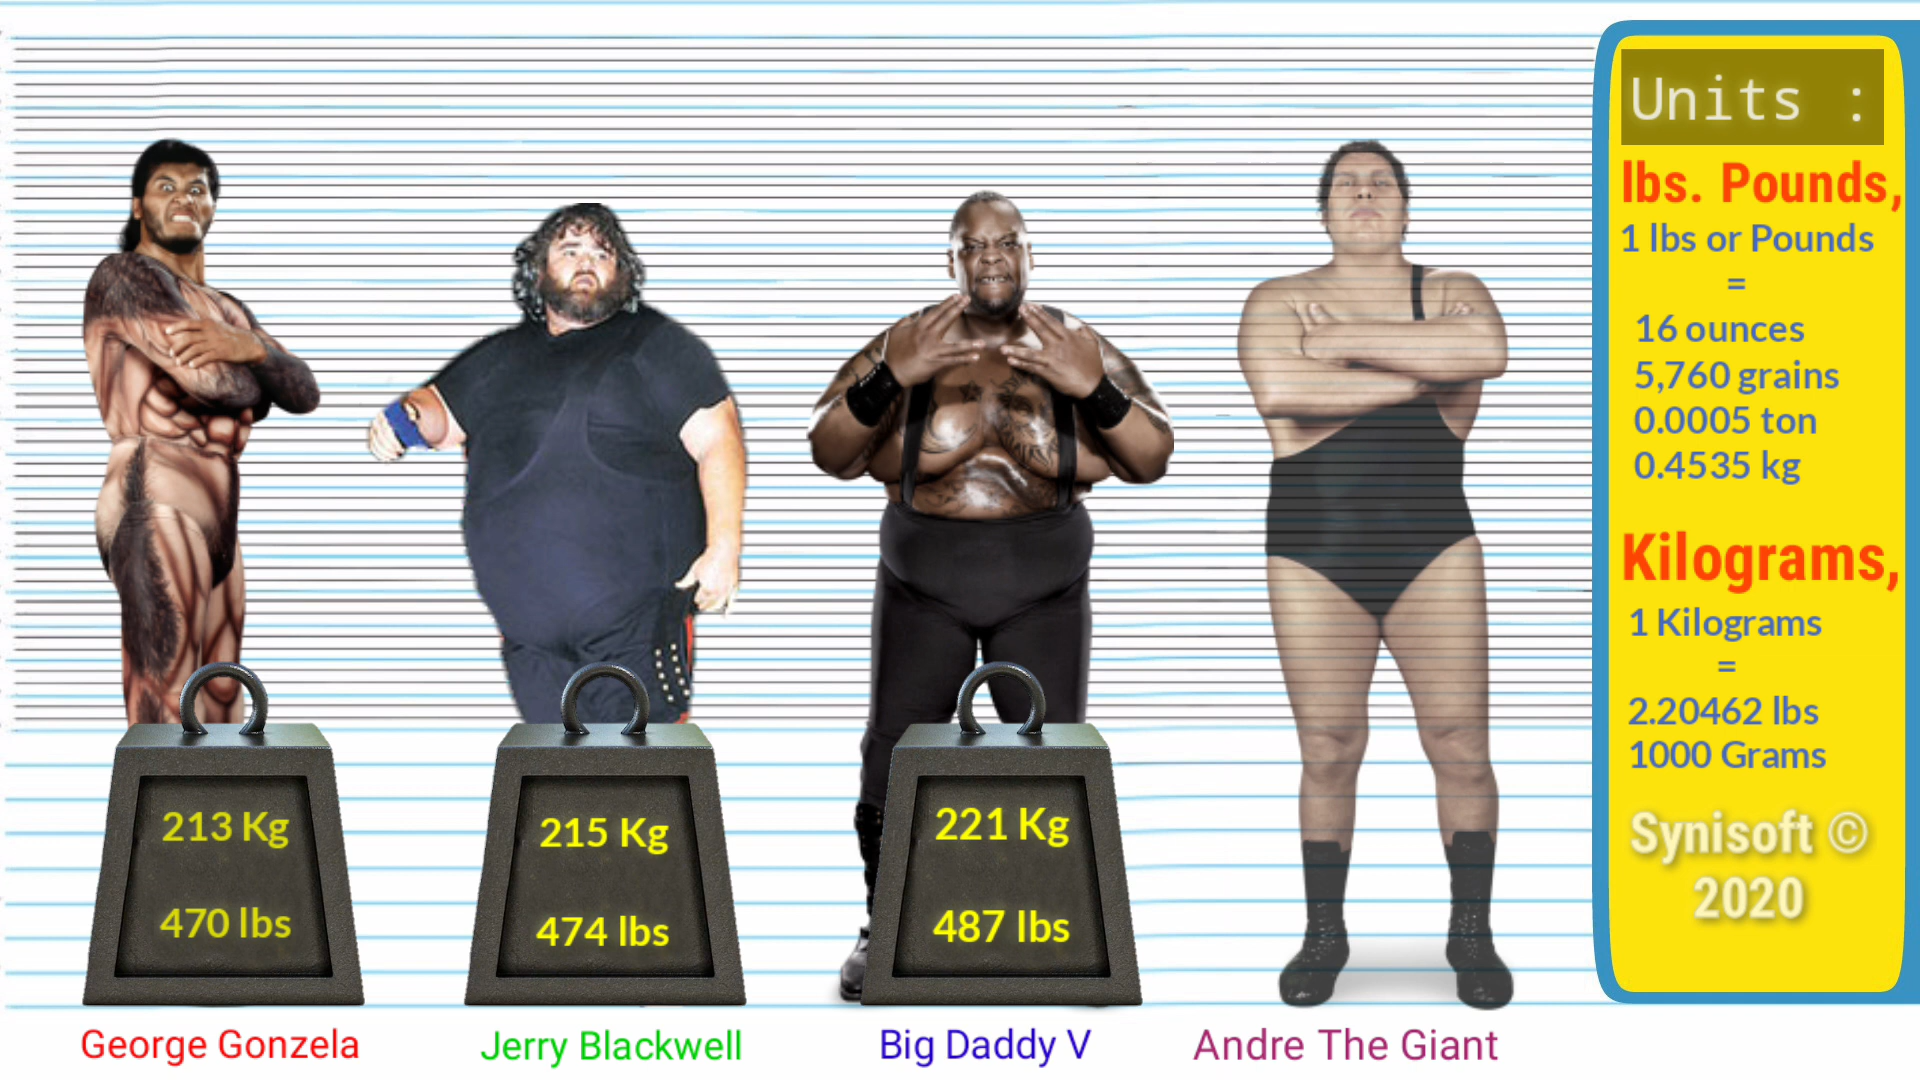 Units :
lbs. Pounds,
1 lbs or Pounds
=
16 ounces
5,760 grains
0.0005 ton
0.4535 kg
Kilograms,
1 Kilograms
=
2.20462 lbs
1000 Grams
Synisoft ©
2020
213 Kg
470 lbs
215 Kg
474 lbs
221 Kg
487 lbs
George Gonzela
Jerry Blackwell
Big Daddy V
Andre The Giant